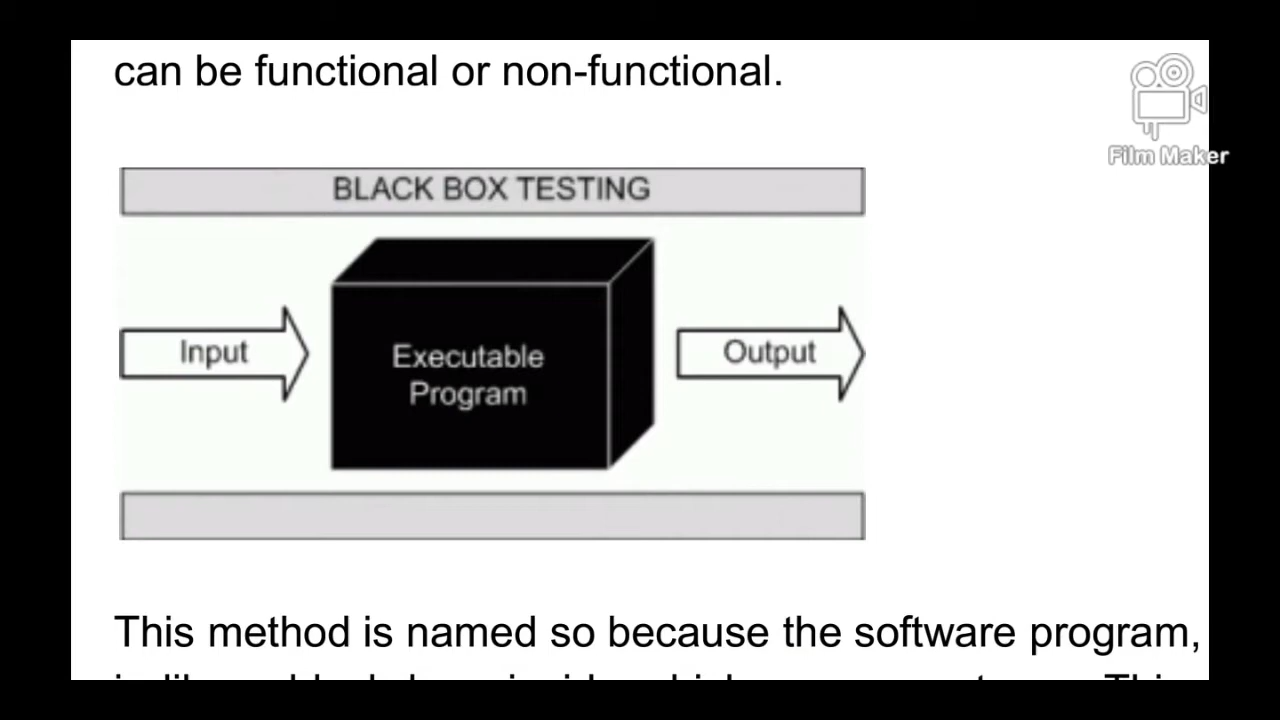 can be functional or non-functional.
Film Maker
BLACK BOX TESTING
Input
Executable
Program
Output
This method is named so because the software program,